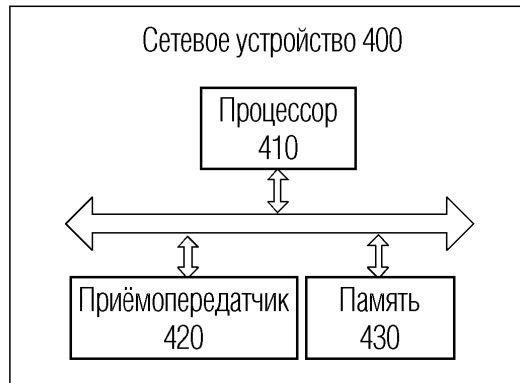 Сетевое устройство 400
Процессор
410
Приёмопередатчик
420
Память
430